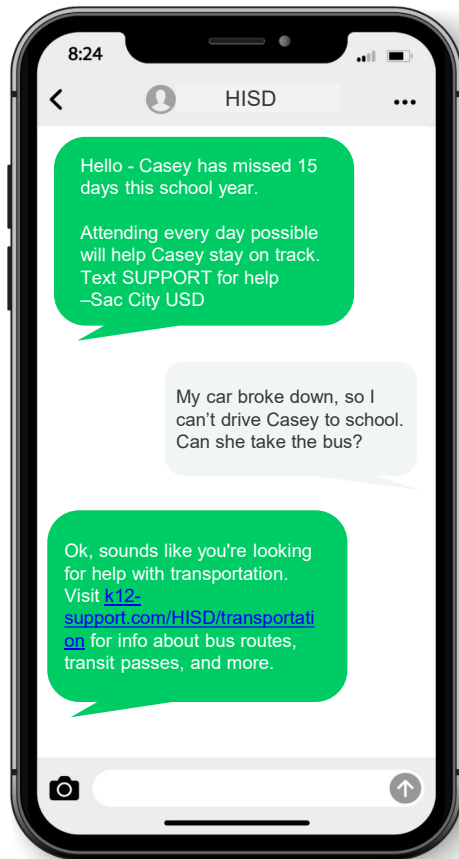 8:24
HISD
Hello - Casey has missed 15
days this school year.
Attending every day possible
will help Casey stay on track.
Text SUPPORT for help
–Sac City USD
My car broke down, so I
can’t drive Casey to school.
Can she take the bus?
Ok, sounds like you're looking
for help with transportation.
Visit k12-
support.com/HISD/transportati
on for info about bus routes,
transit passes, and more.